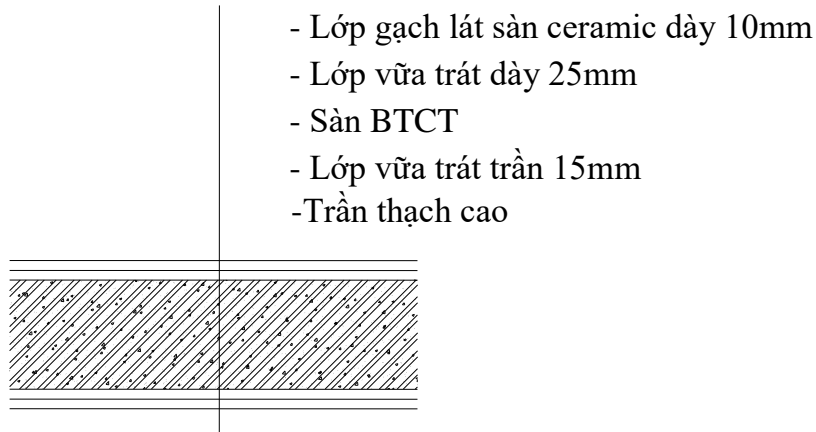 - Lớp gạch lát sàn ceramic dày 10mm
- Lớp vữa trát dày 25mm
- Sàn BTCT
- Lớp vữa trát trần 15mm
-Trần thạch cao